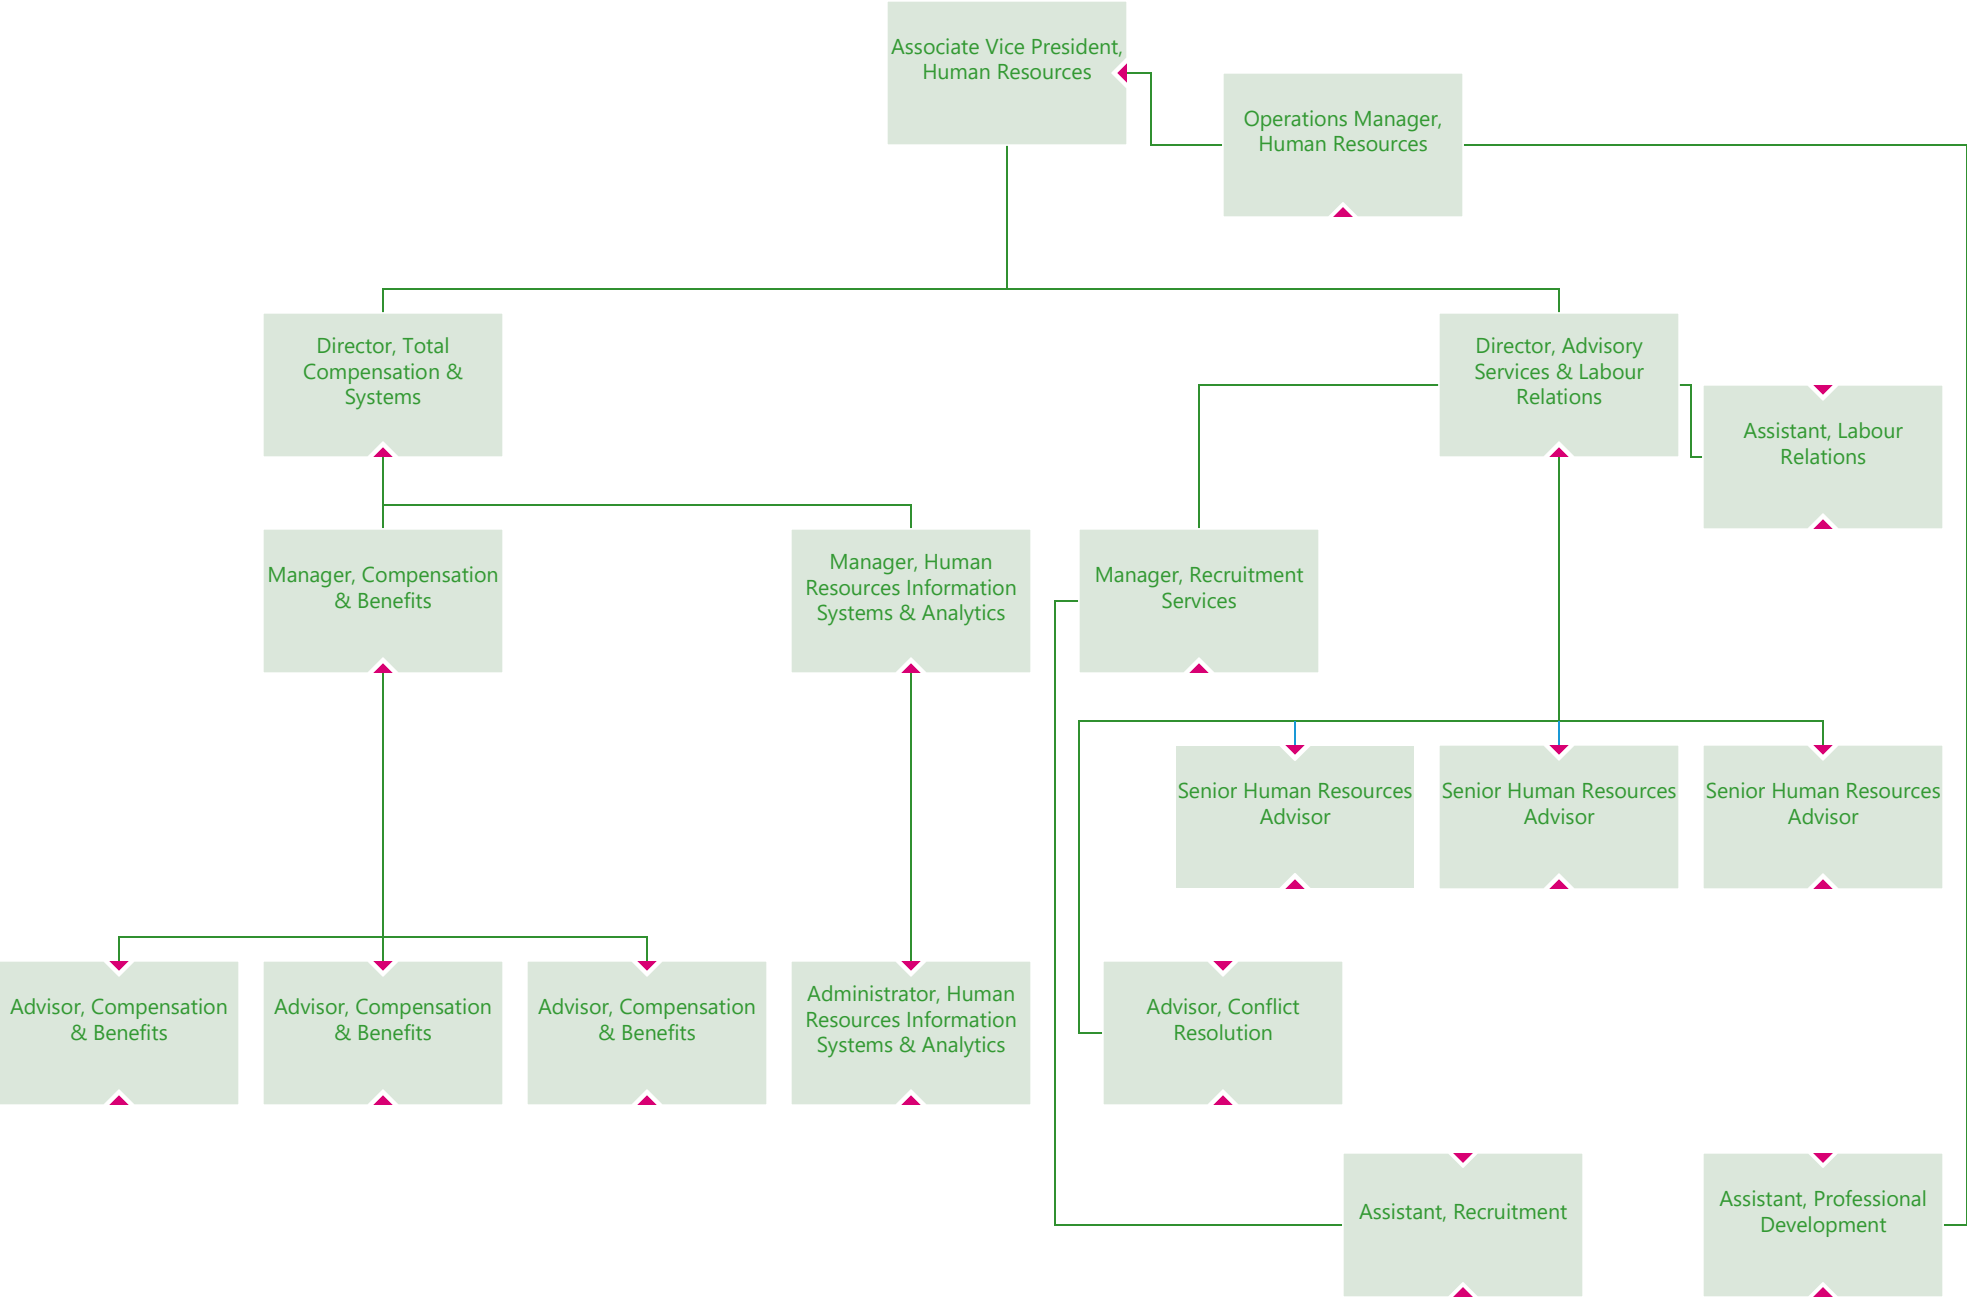 Associate Vice President,
Human Resources
Operations Manager,
Human Resources
Director, Total
Compensation &
Systems
Director, Advisory
Services & Labour
Relations
Assistant, Labour
Relations
Manager, Compensation
& Benefits
Manager, Human
Resources Information
Systems & Analytics
Manager, Recruitment
Services
Senior Human Resources
Advisor
Senior Human Resources
Advisor
Senior Human Resources
Advisor
Advisor, Compensation
& Benefits
Advisor, Compensation
& Benefits
Advisor, Compensation
& Benefits
Administrator, Human
Resources Information
Systems & Analytics
Advisor, Conflict
Resolution
Assistant, Recruitment
Assistant, Professional
Development